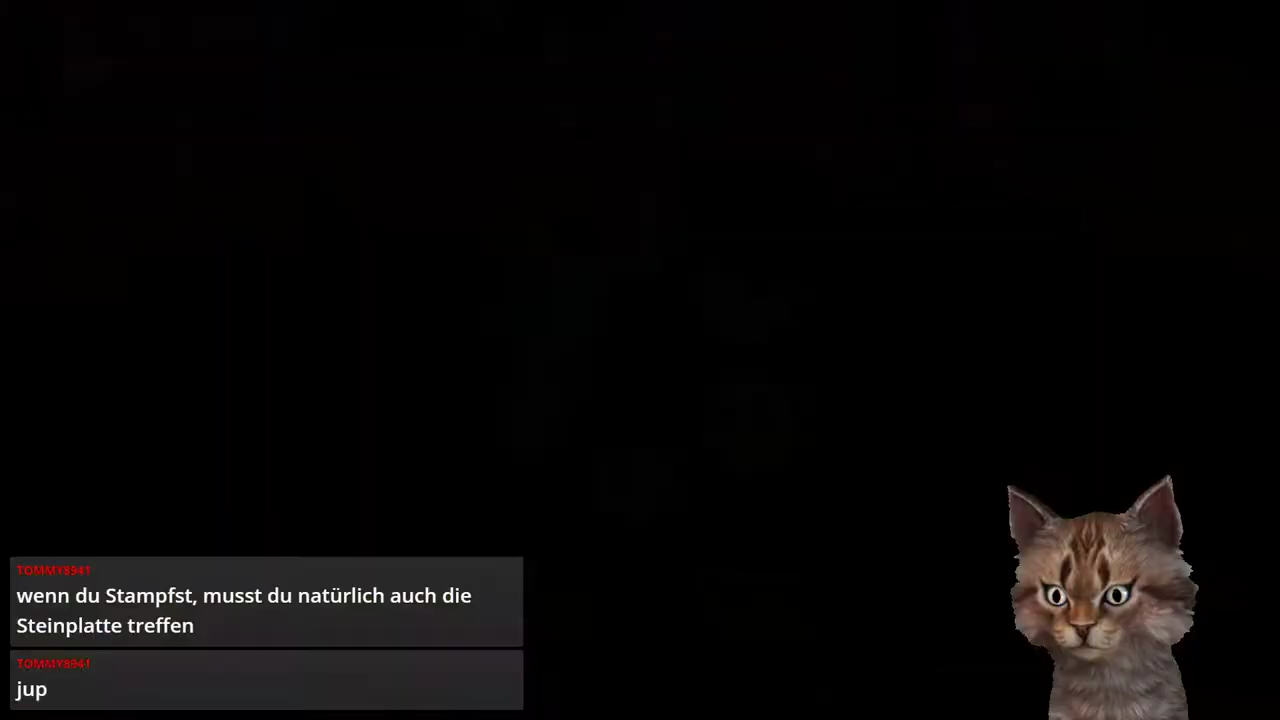 TOMMY8941
wenn du Stampfst, musst du natürlich auch die
Steinplatte treffen
TOMMY8941
jup